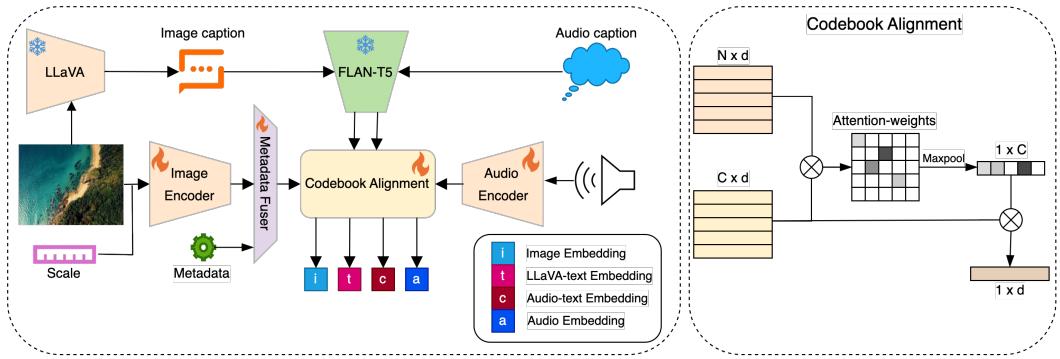 Image caption
Audio caption
LLaVA
FLAN-T5
Image
Encoder
Metadata Fuser
Codebook Alignment
Audio
Encoder
Scale
Metadata
i
t
c
a
i Image Embedding
t LLaVA-text Embedding
c Audio-text Embedding
a Audio Embedding
Codebook Alignment
N x d
Attention-weights
Maxpool
1 x C
C x d
1 x d